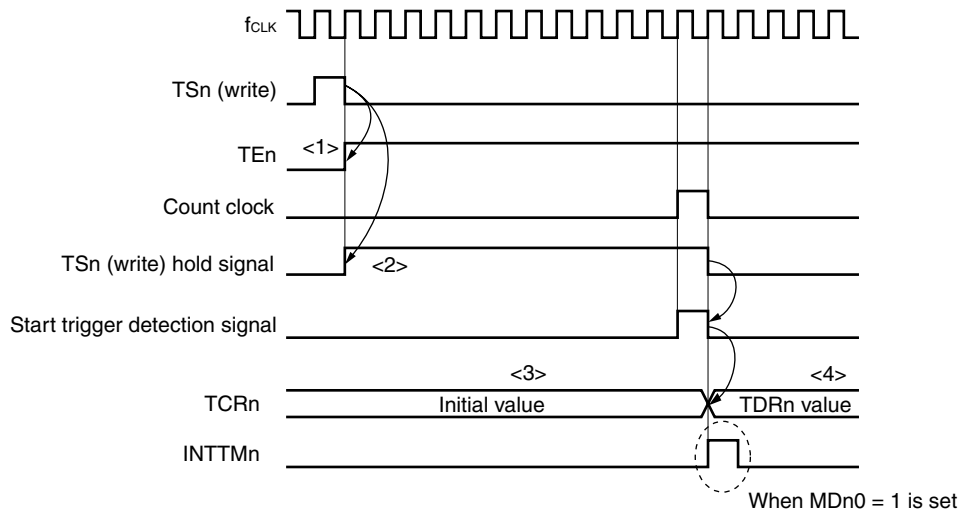 fCLK
TSn (write)
<1>
TEn
Count clock
TSn (write) hold signal
<2>
Start trigger detection signal
<3>
<4>
TCRn
Initial value
TDRn value
INTTMn
When MDn0 = 1 is set